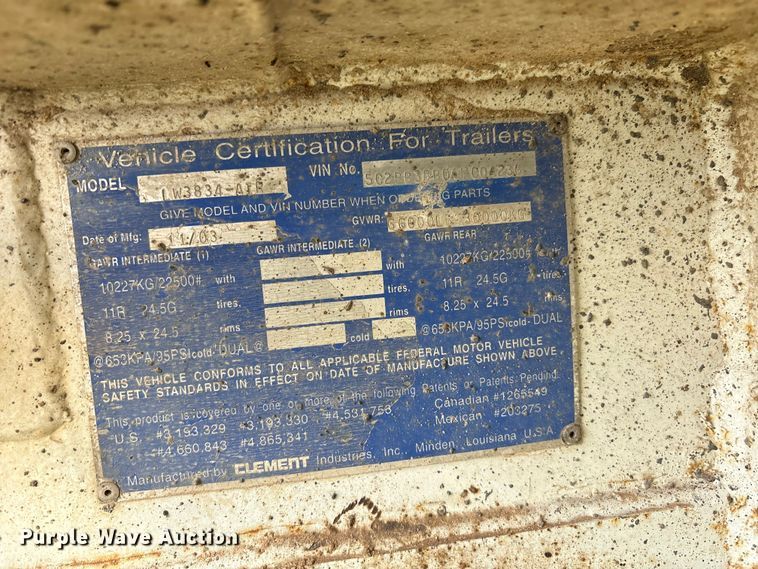 Vehicle Certification For Trailers
MODEL VIN No.
GIVE MODEL AND VIN NUMBER WHEN ORDERING PARTS
Date of Mfg: 11/03 GVWR:
GAWR INTERMEDIATE (1) GAWR INTERMEDIATE (2) GAWR REAR
10227KG/22500# with with 10227KG/22500#
11R 24.5G tires, tires, 11R 24.5G
8.25 x 24.5 rims rims 8.25 x 24.5
@653KPA/95PSI cold- DUAL @ cold @653KPA/95PSI cold- DUAL
THIS VEHICLE CONFORMS TO ALL APPLICABLE FEDERAL MOTOR VEHICLE
SAFETY STANDARDS IN EFFECT ON DATE OF MANUFACTURE SHOWN ABOVE
This product is covered by one or more of the following Patents or Patents Pending:
U.S. #3,193,329 #3,193,330 #4,531,753 Canadian #1265549
#4,660,843 #4,865,341 Mexican #203275
Manufactured by CLEMENT Industries, Inc., Minden, Louisiana U.S.A
Purple Wave Auction